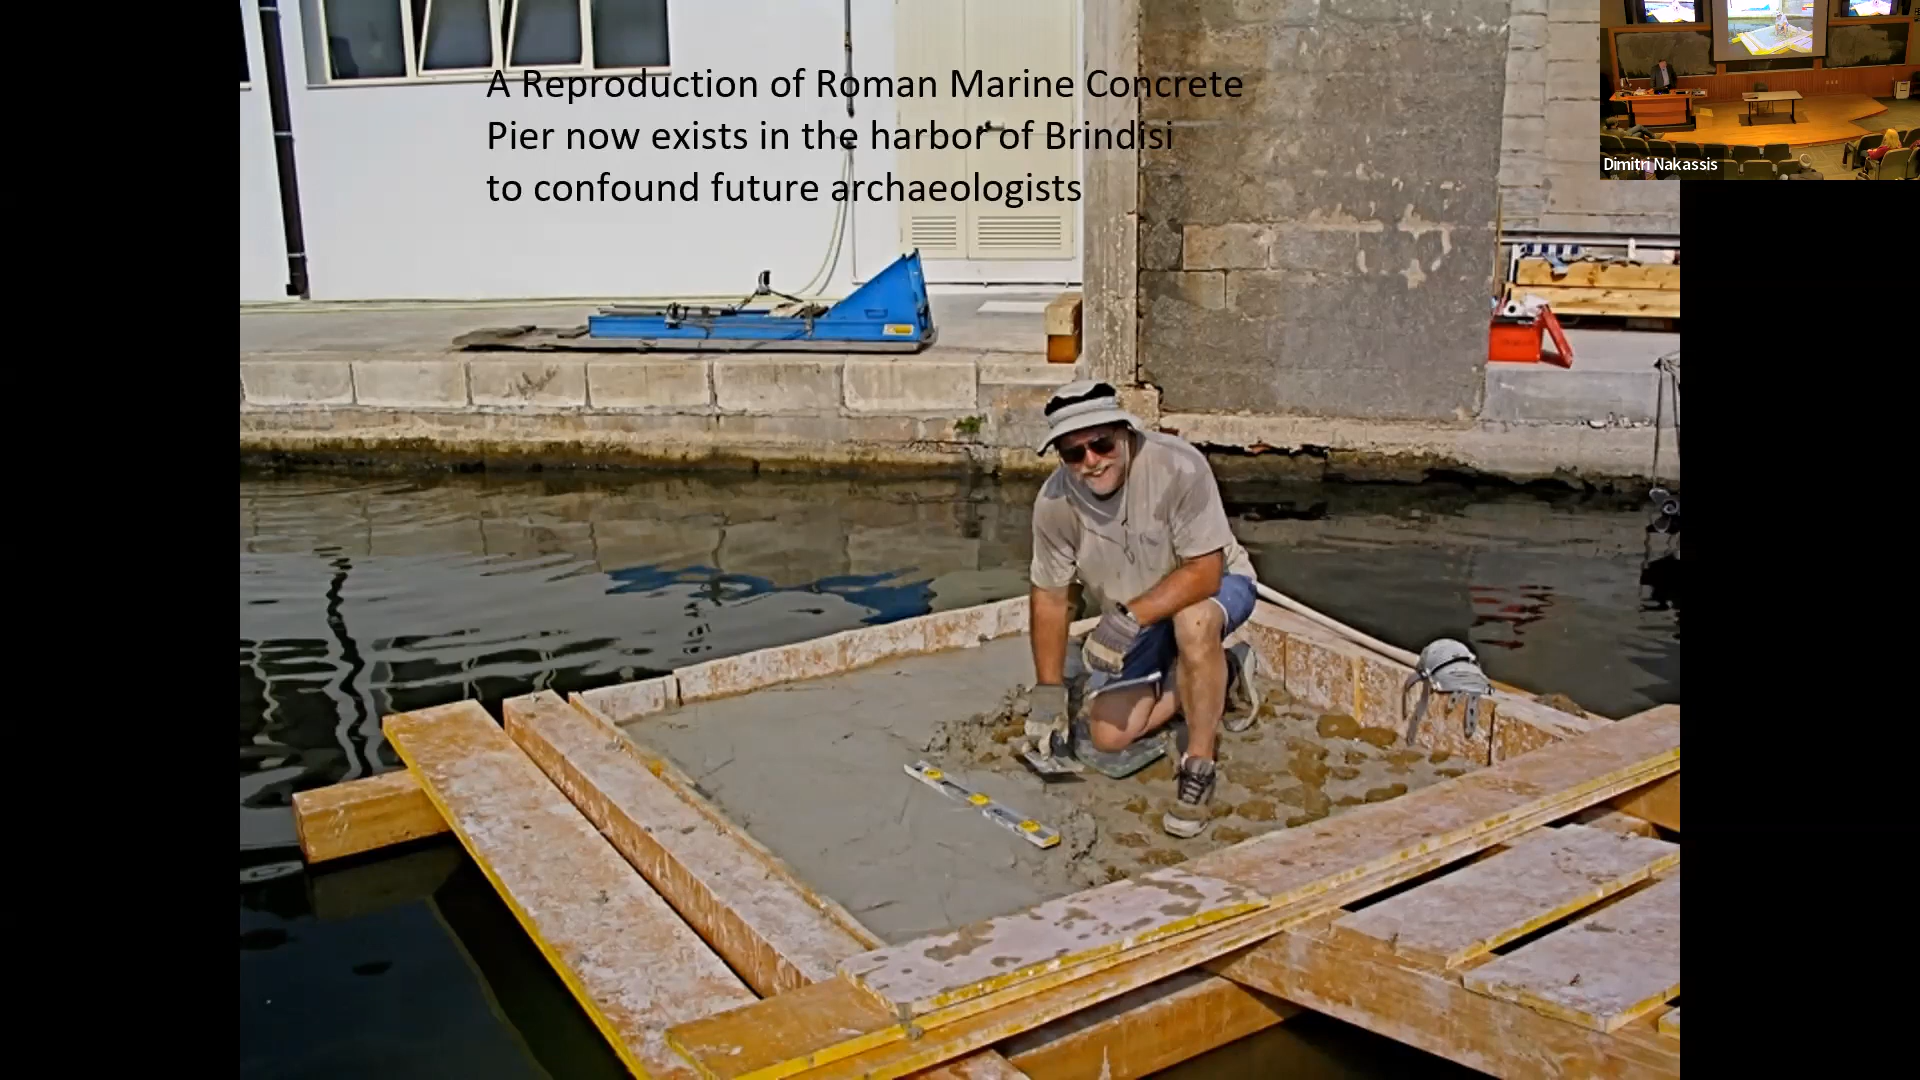 A Reproduction of Roman Marine Concrete
Pier now exists in the harbor of Brindisi
to confound future archaeologists
Dimitri Nakassis